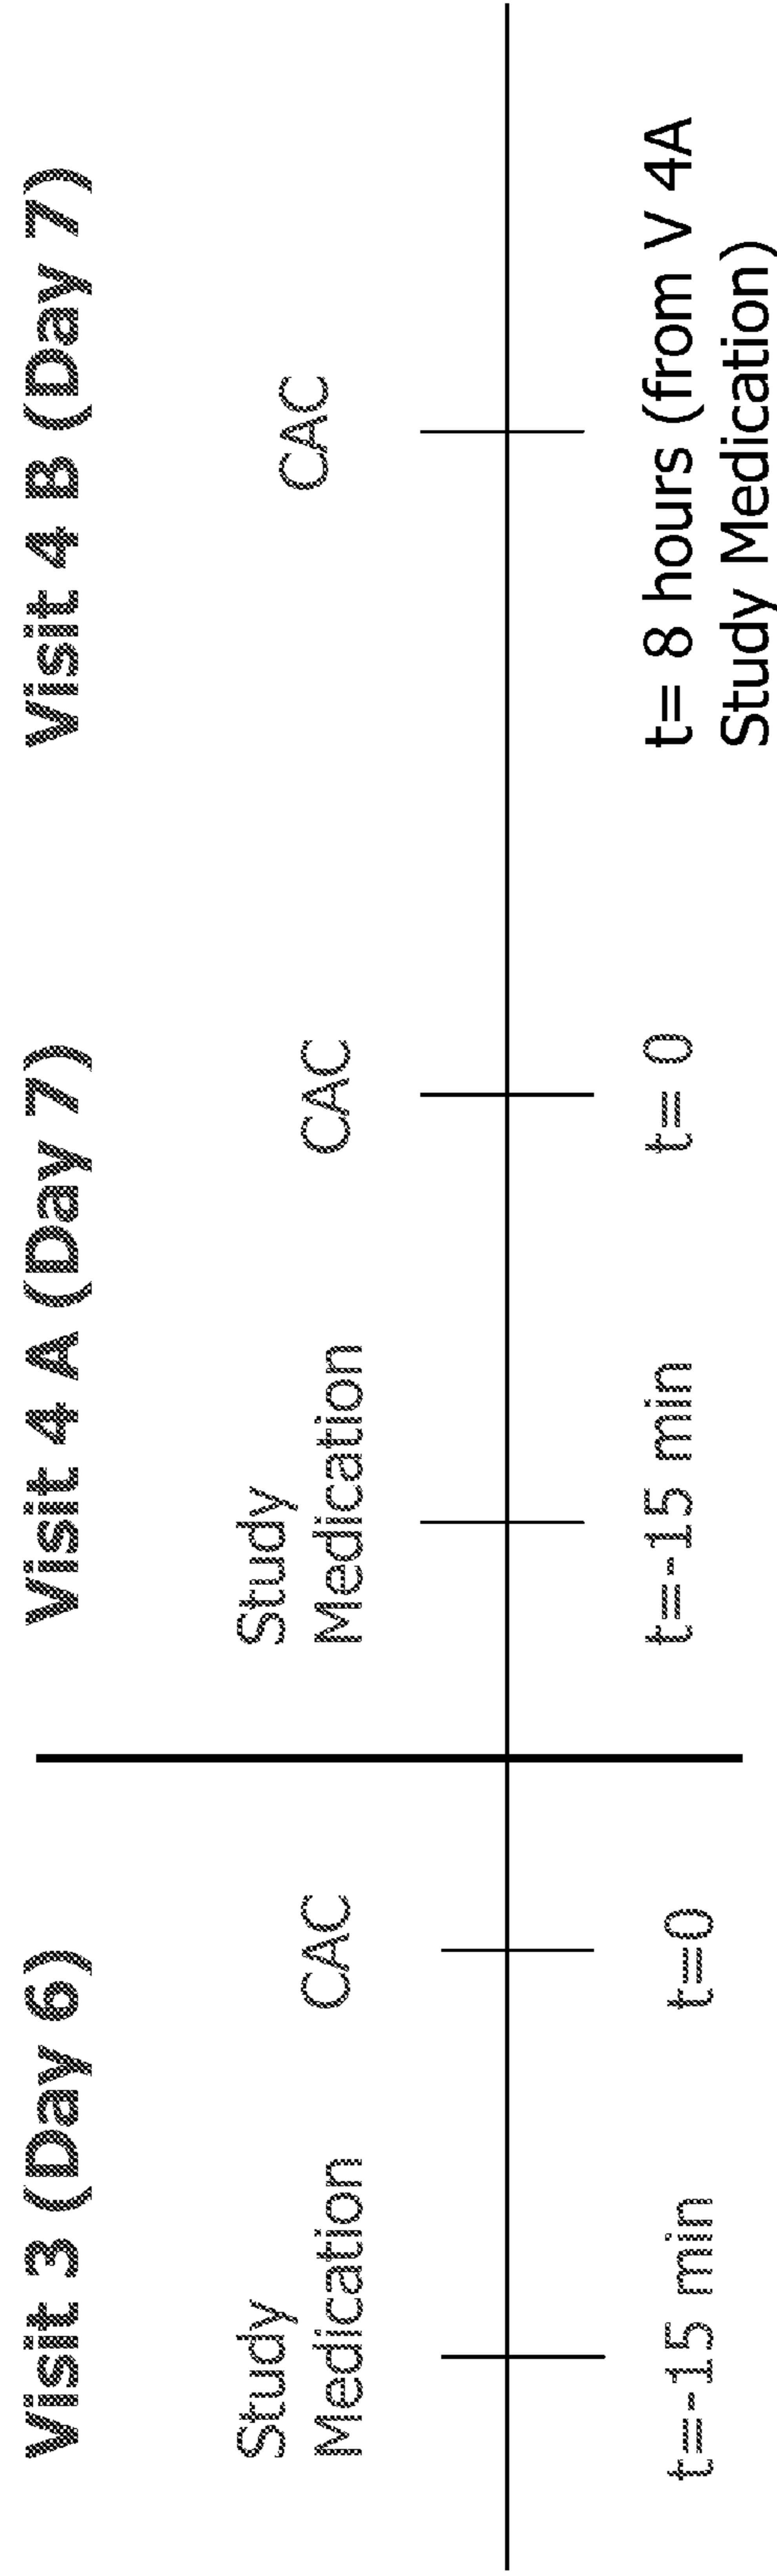 Visit 3 (Day 6)
Visit 4 A (Day 7)
Visit 4 B (Day 7)
Study
Medication
CAC
Study
Medication
CAC
CAC
t=-15 min
t=0
t=-15 min
t= 0
t= 8 hours (from V 4A
Study Medication)